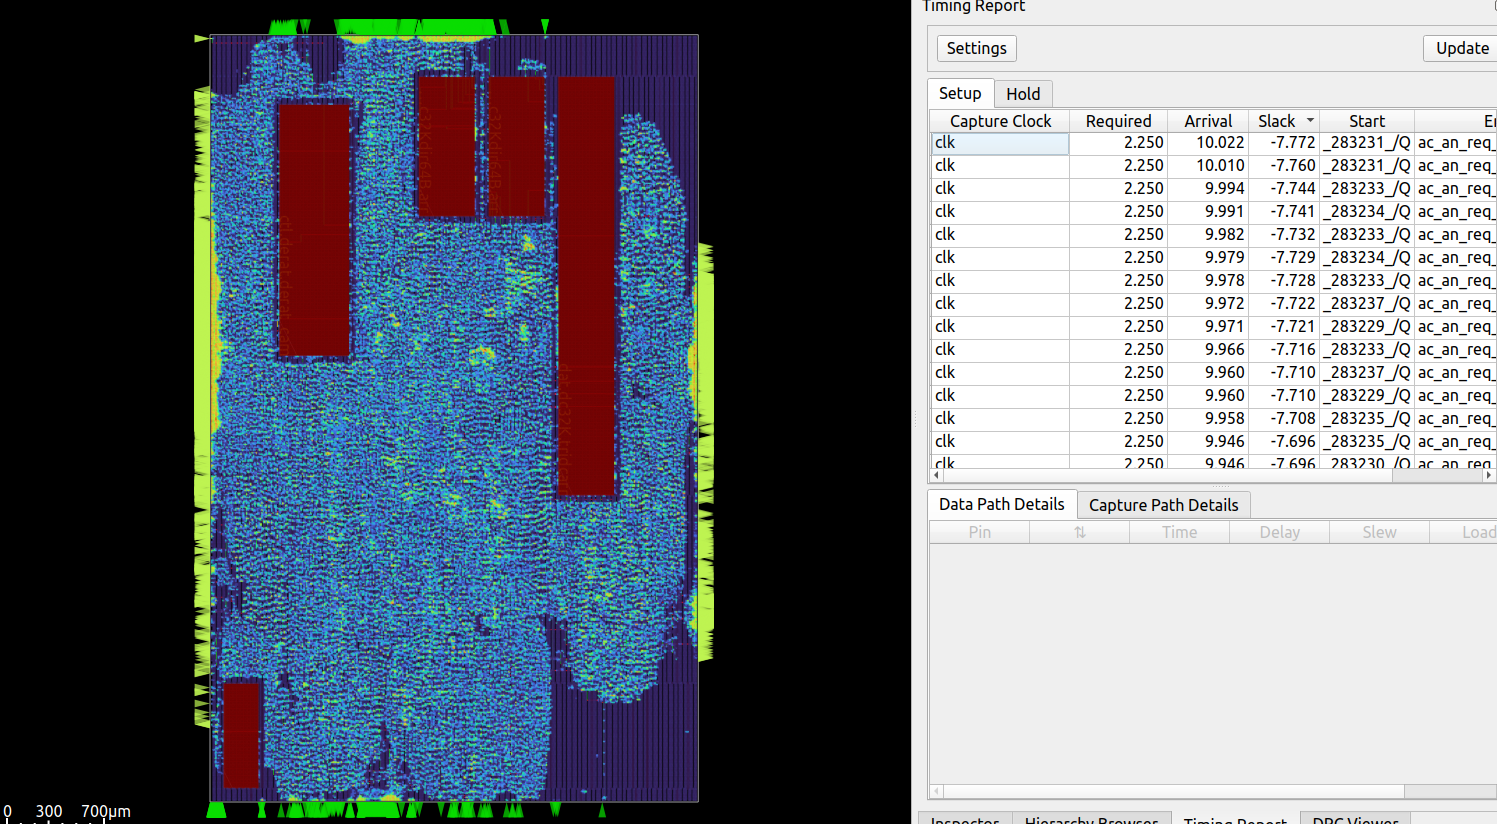 Timing Report
Settings
Update
Setup
Hold
Capture Clock Required Arrival Slack Start
clk 2.250 10.022 -7.772 _283231_/Q ac_an_req_
clk 2.250 10.010 -7.760 _283231_/Q ac_an_req_
clk 2.250 9.994 -7.744 _283233_/Q ac_an_req_
clk 2.250 9.991 -7.741 _283234_/Q ac_an_req_
clk 2.250 9.982 -7.732 _283233_/Q ac_an_req_
clk 2.250 9.979 -7.729 _283234_/Q ac_an_req_
clk 2.250 9.978 -7.728 _283233_/Q ac_an_req_
clk 2.250 9.972 -7.722 _283237_/Q ac_an_req_
clk 2.250 9.971 -7.721 _283229_/Q ac_an_req_
clk 2.250 9.966 -7.716 _283233_/Q ac_an_req_
clk 2.250 9.960 -7.710 _283237_/Q ac_an_req_
clk 2.250 9.960 -7.710 _283229_/Q ac_an_req_
clk 2.250 9.958 -7.708 _283235_/Q ac_an_req_
clk 2.250 9.946 -7.696 _283235_/Q ac_an_req_
clk 2.250 9.946 -7.696 _283230_/Q ac_an_req_
Data Path Details
Capture Path Details
Pin ⇅ Time Delay Slew Load
0 300 700μm
Inspector Hierarchy Browser Timing Report DRC Viewer